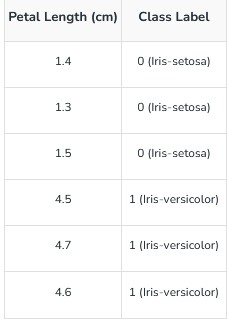 Petal Length (cm) Class Label
1.4 0 (Iris-setosa)
1.3 0 (Iris-setosa)
1.5 0 (Iris-setosa)
4.5 1 (Iris-versicolor)
4.7 1 (Iris-versicolor)
4.6 1 (Iris-versicolor)